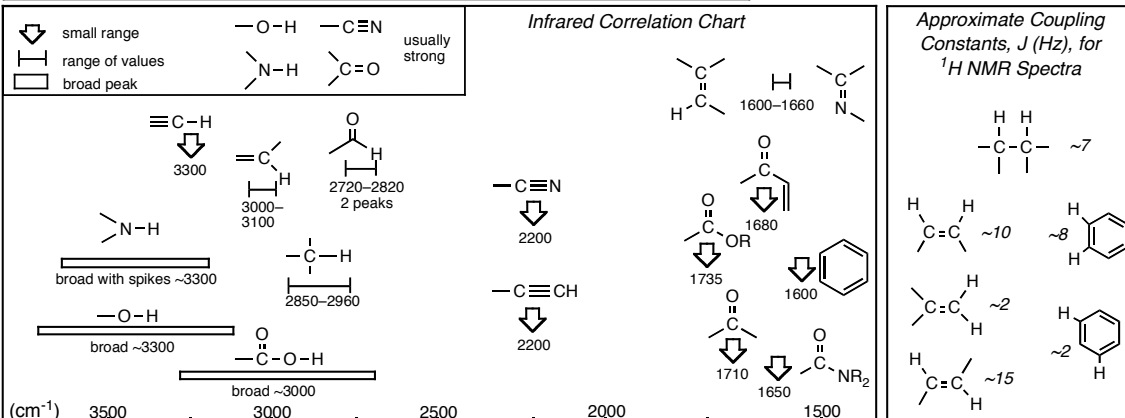 small range
range of values
broad peak
—O—H
—C≡N
N—H
C=O
usually
strong
Infrared Correlation Chart
≡C—H
3300
=C
H
3000–
3100
O
C
H
2720–2820
2 peaks
N—H
broad with spikes ~3300
—C—H
2850–2960
—O—H
broad ~3300
O
—C—O—H
broad ~3000
—C≡N
2200
—C≡CH
2200
C
H C
1600–1660
C
N
O
C
1680
O
C
OR
1735
1600
O
C
1710
O
C
NR2
1650
(cm-1)
3500
3000
2500
2000
1500
Approximate Coupling
Constants, J (Hz), for
1H NMR Spectra
H H
—C—C—
~7
H H
C=C
~10
~8
H
H
C=C
H
H
~2
H
~2
H
H
C=C
H
~15